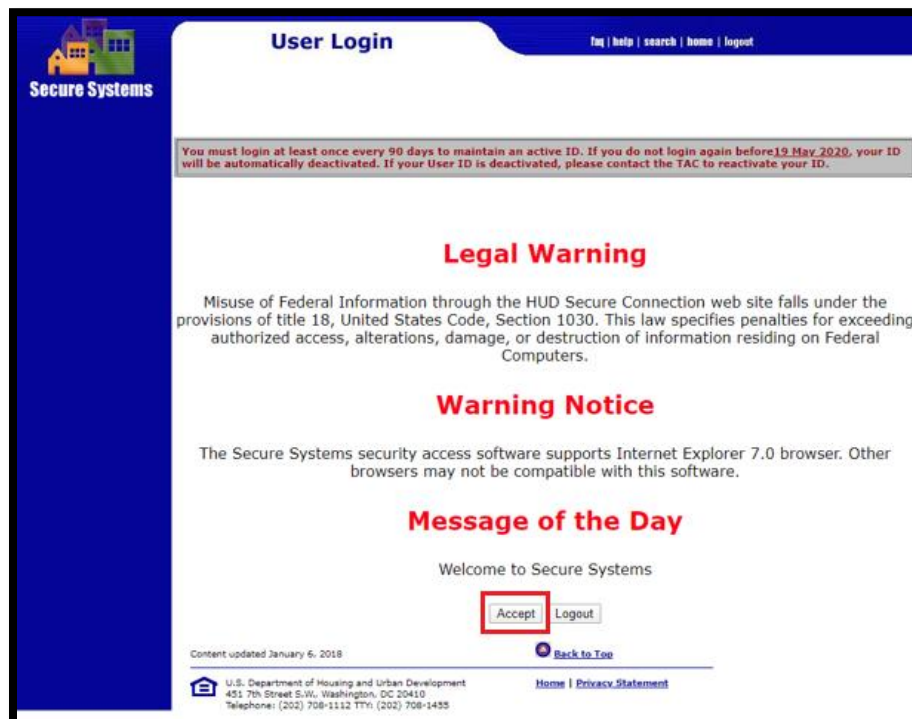 User Login
faq | help | search | home | logout
Secure Systems
You must login at least once every 90 days to maintain an active ID. If you do not login again before19 May 2020, your ID
will be automatically deactivated. If your User ID is deactivated, please contact the TAC to reactivate your ID.
Legal Warning
Misuse of Federal Information through the HUD Secure Connection web site falls under the
provisions of title 18, United States Code, Section 1030. This law specifies penalties for exceeding
authorized access, alterations, damage, or destruction of information residing on Federal
Computers.
Warning Notice
The Secure Systems security access software supports Internet Explorer 7.0 browser. Other
browsers may not be compatible with this software.
Message of the Day
Welcome to Secure Systems
Accept Logout
Content updated January 6, 2018
Back to Top
U.S. Department of Housing and Urban Development
451 7th Street S.W., Washington, DC 20410
Telephone: (202) 708-1112 TTY: (202) 708-1455
Home | Privacy Statement